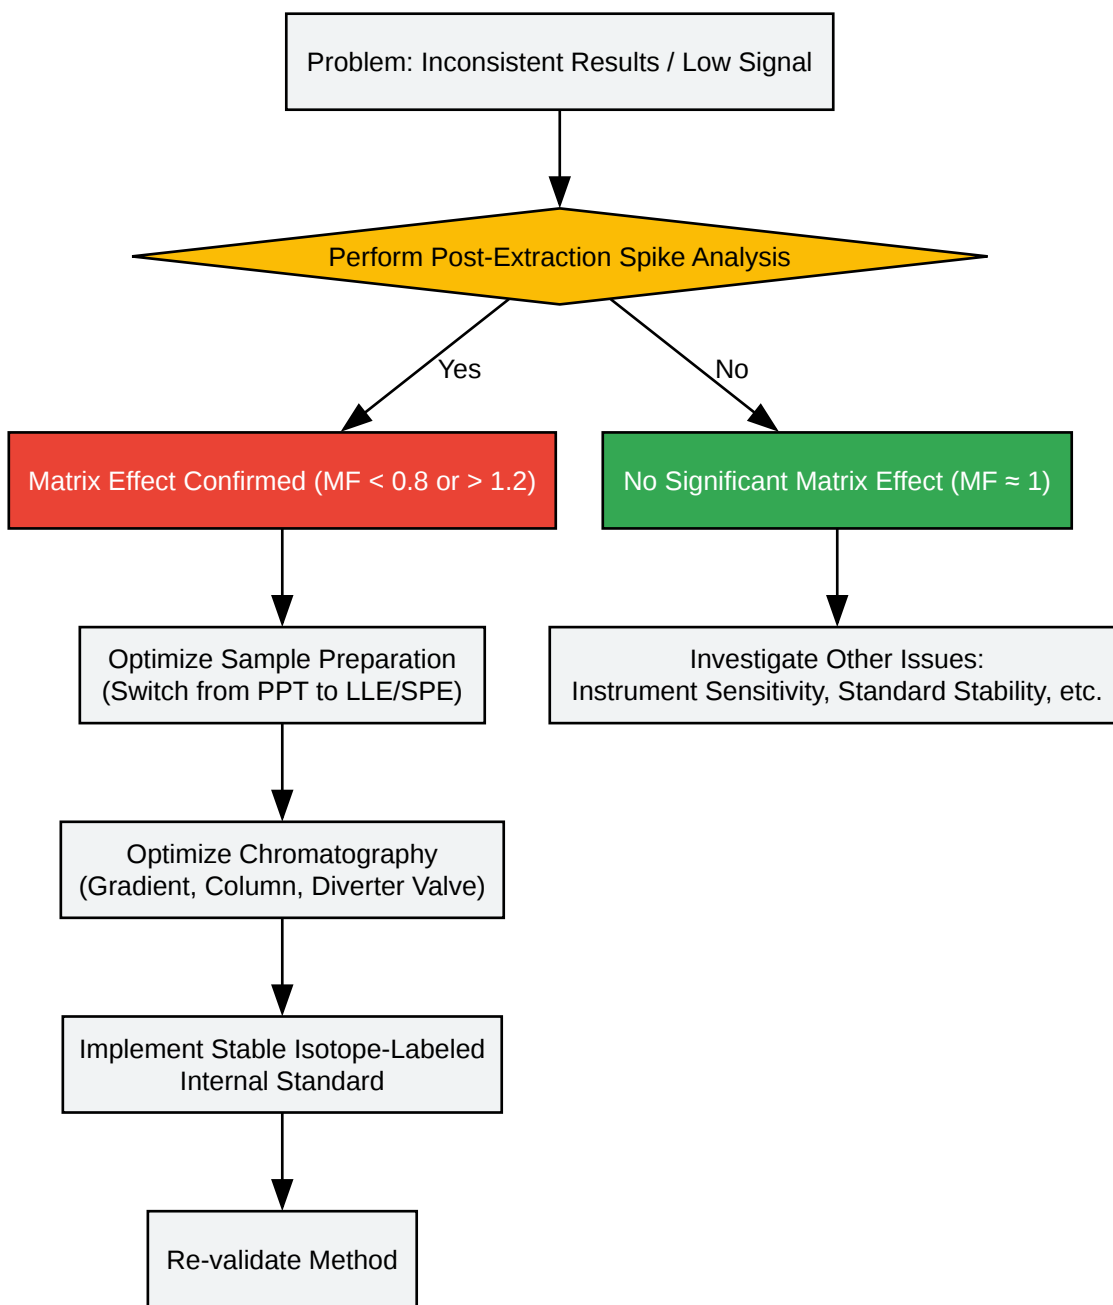 Problem: Inconsistent Results / Low Signal
Perform Post-Extraction Spike Analysis
Yes
No
Matrix Effect Confirmed (MF < 0.8 or > 1.2)
No Significant Matrix Effect (MF ≈ 1)
Optimize Sample Preparation
(Switch from PPT to LLE/SPE)
Investigate Other Issues:
Instrument Sensitivity, Standard Stability, etc.
Optimize Chromatography
(Gradient, Column, Diverter Valve)
Implement Stable Isotope-Labeled
Internal Standard
Re-validate Method